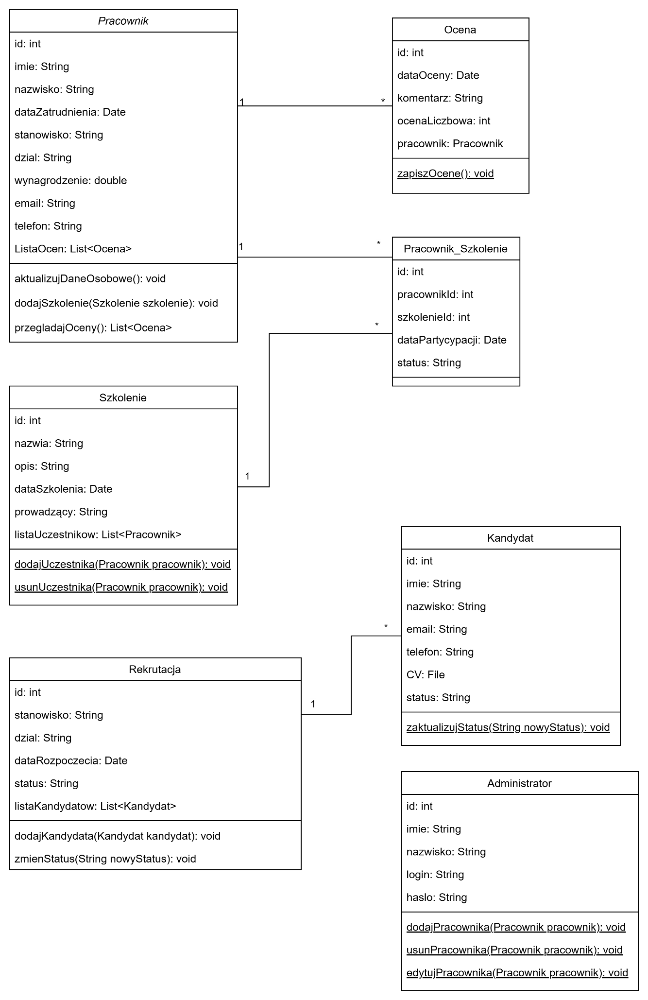 Pracownik
id: int
imie: String
nazwisko: String
dataZatrudnienia: Date
stanowisko: String
dzial: String
wynagrodzenie: double
email: String
telefon: String
ListaOcen: List<Ocena>
aktualizujDaneOsobowe(): void
dodajSzkolenie(Szkolenie szkolenie): void
przegladajOceny(): List<Ocena>
1
*
Ocena
id: int
dataOceny: Date
komentarz: String
ocenaLiczbowa: int
pracownik: Pracownik
zapiszOcene(): void
1
*
Pracownik_Szkolenie
id: int
pracownikId: int
szkolenieId: int
dataPartycypacji: Date
status: String
*
1
Szkolenie
id: int
nazwia: String
opis: String
dataSzkolenia: Date
prowadzący: String
listaUczestnikow: List<Pracownik>
dodajUczestnika(Pracownik pracownik): void
usunUczestnika(Pracownik pracownik): void
Kandydat
id: int
imie: String
nazwisko: String
email: String
telefon: String
CV: File
status: String
zaktualizujStatus(String nowyStatus): void
*
1
Rekrutacja
id: int
stanowisko: String
dzial: String
dataRozpoczecia: Date
status: String
listaKandydatow: List<Kandydat>
dodajKandydata(Kandydat kandydat): void
zmienStatus(String nowyStatus): void
Administrator
id: int
imie: String
nazwisko: String
login: String
haslo: String
dodajPracownika(Pracownik pracownik): void
usunPracownika(Pracownik pracownik): void
edytujPracownika(Pracownik pracownik): void